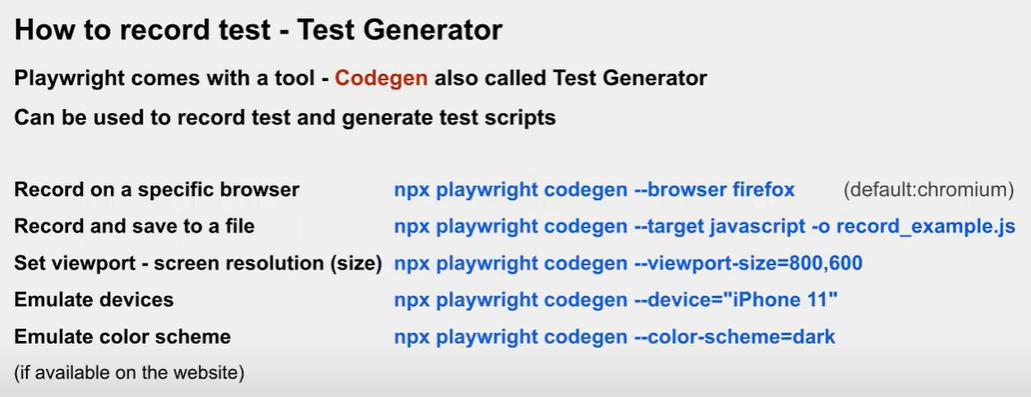 How to record test - Test Generator
Playwright comes with a tool - Codegen also called Test Generator
Can be used to record test and generate test scripts
Record on a specific browser npx playwright codegen --browser firefox (default:chromium)
Record and save to a file npx playwright codegen --target javascript -o record_example.js
Set viewport - screen resolution (size) npx playwright codegen --viewport-size=800,600
Emulate devices npx playwright codegen --device="iPhone 11"
Emulate color scheme npx playwright codegen --color-scheme=dark
(if available on the website)